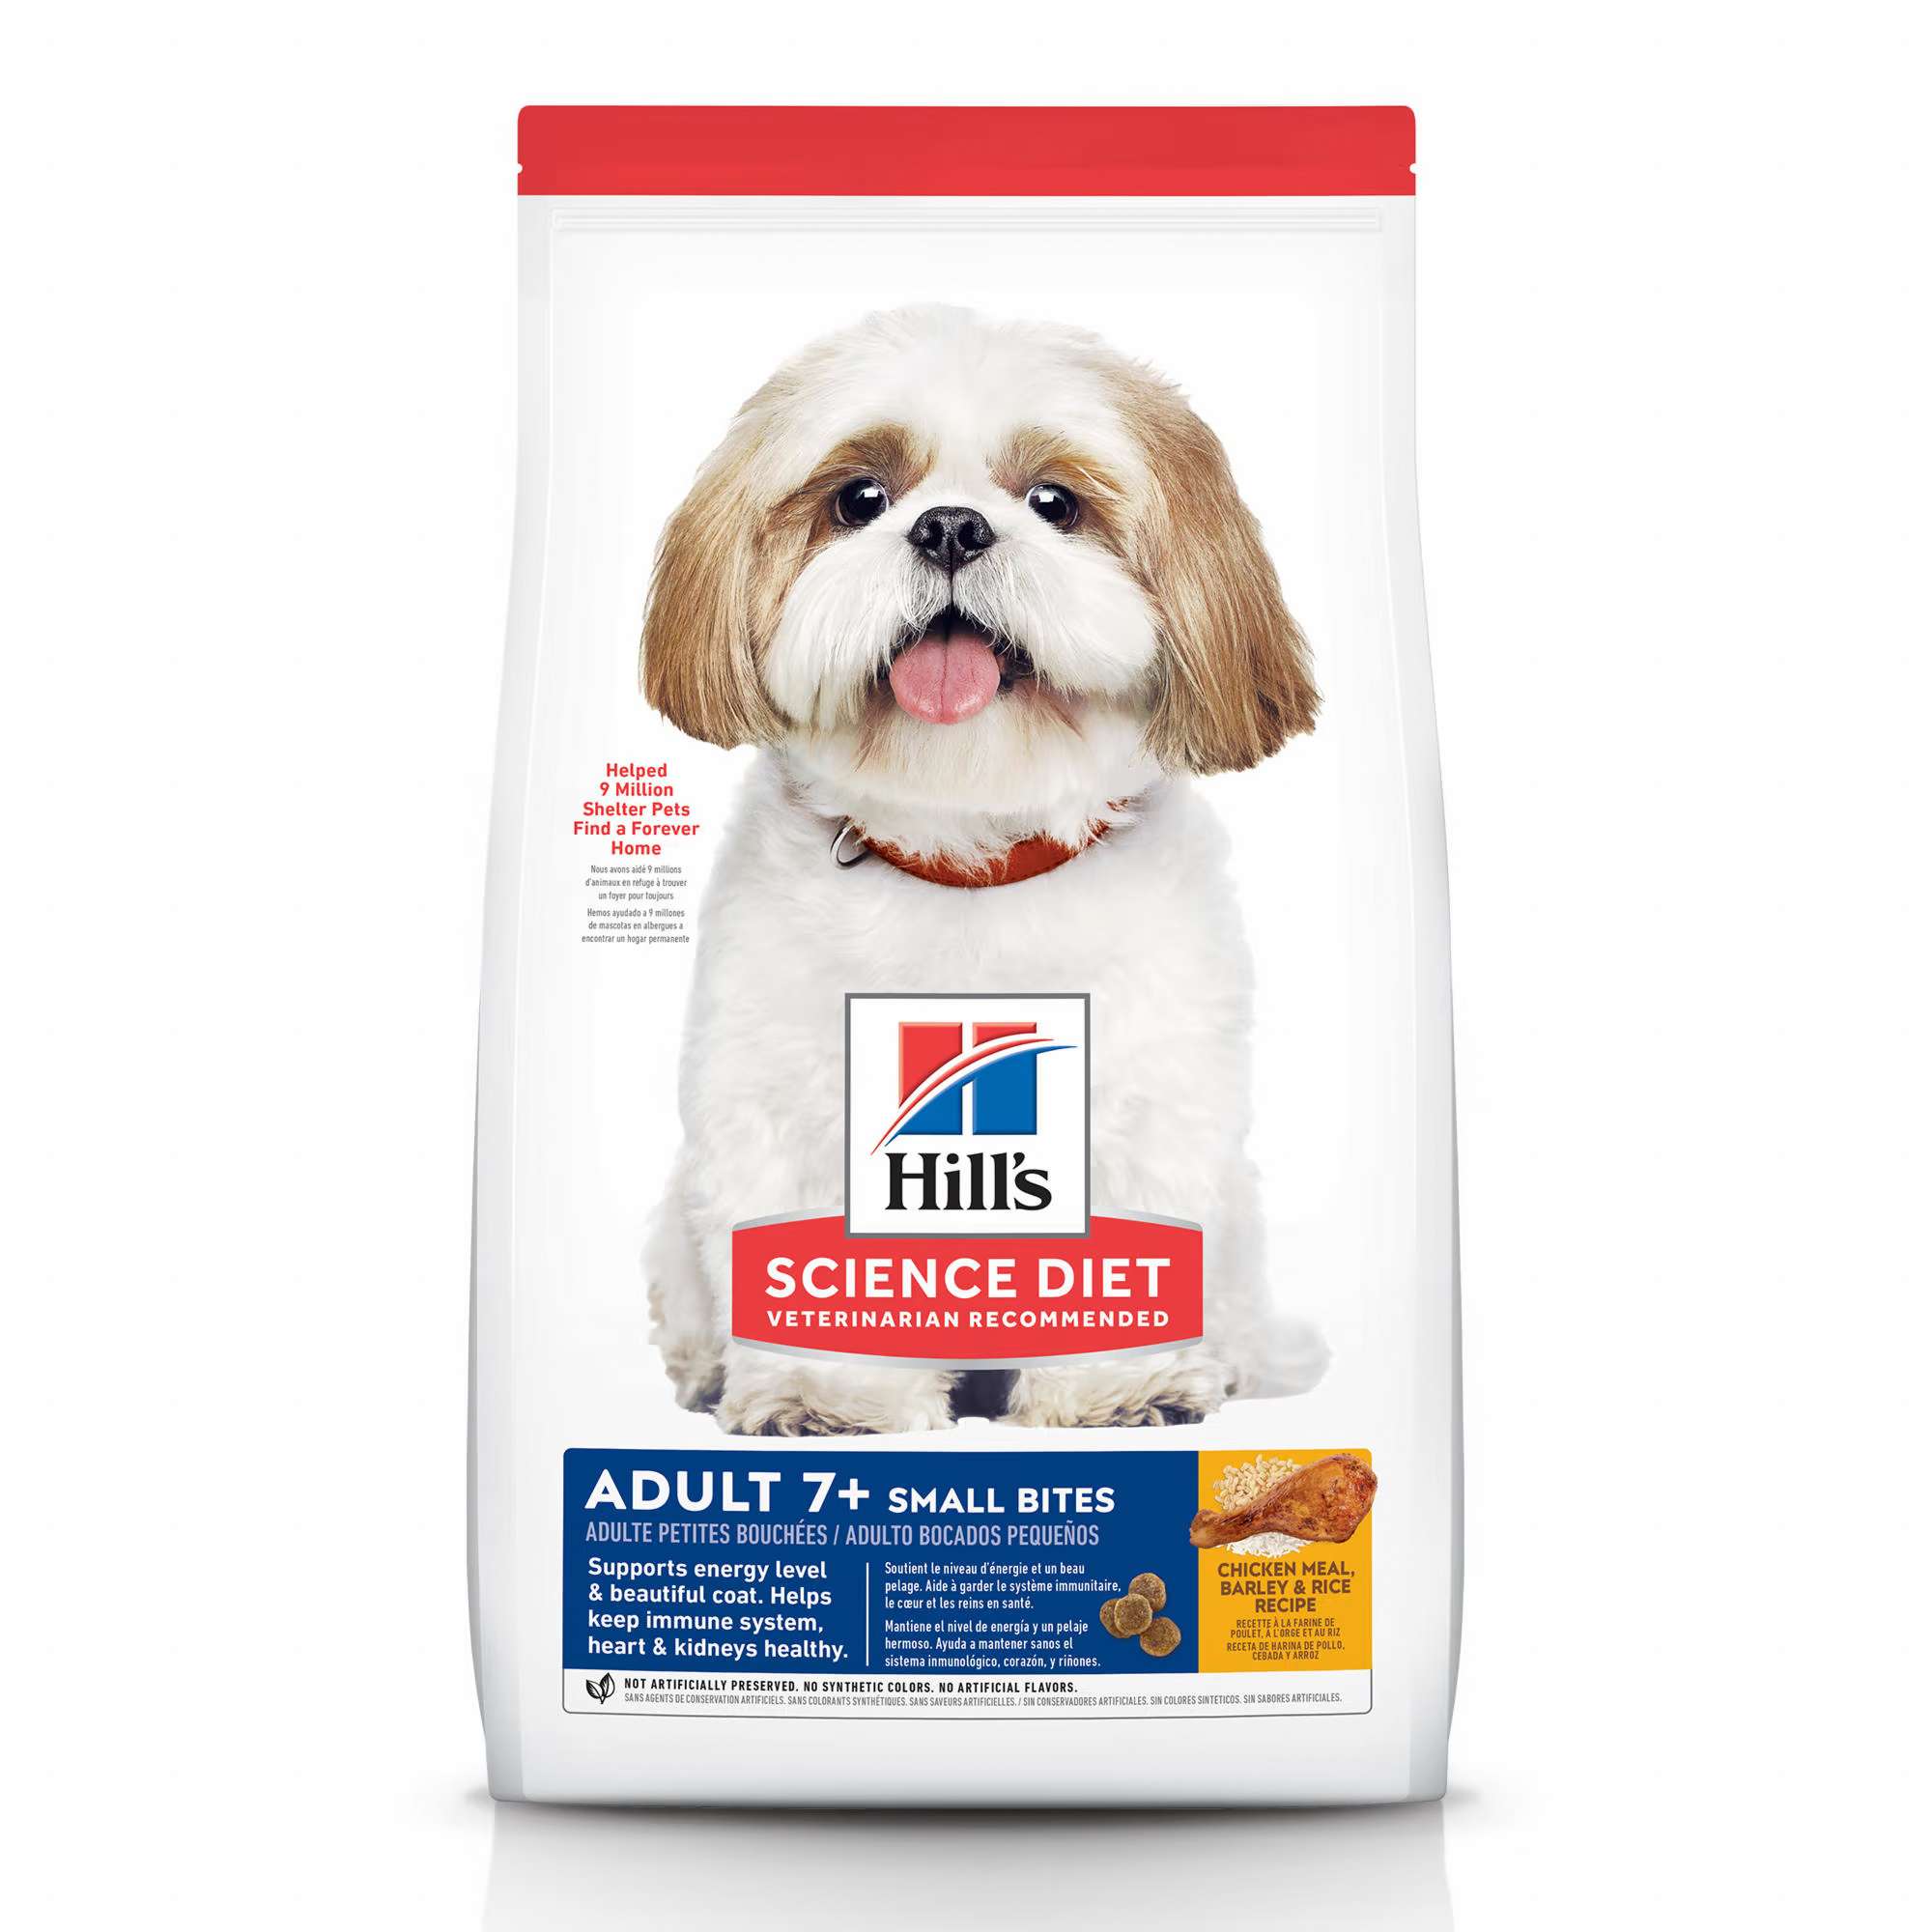 Helped
9 Million
Shelter Pets
Find a Forever
Home
Nous avons aidé 9 millions
d'animaux en refuge à trouver
un foyer pour toujours
Hemos ayudado a 9 millones
de mascotas en albergues a
encontrar un hogar permanente
Hill's
SCIENCE DIET
VETERINARIAN RECOMMENDED
ADULT 7+ SMALL BITES
ADULTE PETITES BOUCHÉES / ADULTO BOCADOS PEQUEÑOS
Supports energy level
& beautiful coat. Helps
keep immune system,
heart & kidneys healthy.
Soutient le niveau d'énergie et un beau
pelage. Aide à garder le système immunitaire,
le cœur et les reins en santé.
Mantiene el nivel de energía y un pelaje
hermoso. Ayuda a mantener sanos el
sistema inmunológico, corazón, y riñones.
CHICKEN MEAL,
BARLEY & RICE
RECIPE
RECETTE À LA FARINE DE
POULET, À L'ORGE ET AU RIZ
RECETA DE HARINA DE POLLO,
CEBADA Y ARROZ
NOT ARTIFICIALLY PRESERVED. NO SYNTHETIC COLORS. NO ARTIFICIAL FLAVORS.
SANS AGENTS DE CONSERVATION ARTIFICIELS. SANS COLORANTS SYNTHÉTIQUES. SANS SAVEURS ARTIFICIELLES. / SIN CONSERVADORES ARTIFICIALES. SIN COLORES SINTETICOS. SIN SABORES ARTIFICIALES.